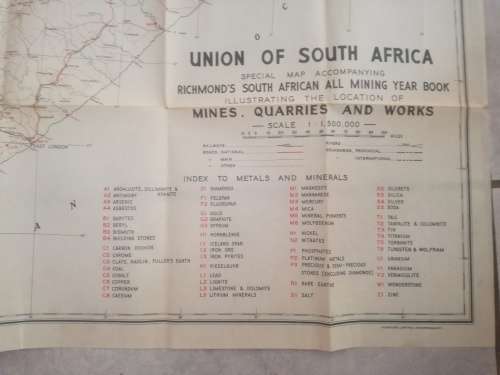 O C
UNION OF SOUTH AFRICA
SPECIAL MAP ACCOMPANYING
RICHMOND'S SOUTH AFRICAN ALL MINING YEAR BOOK
ILLUSTRATING THE LOCATION OF
MINES, QUARRIES AND WORKS
SCALE 1:1,500,000
MILES
RAILWAYS
ROADS, NATIONAL
" MAIN
" OTHER
RIVERS
BOUNDARIES, PROVINCIAL
INTERNATIONAL
EAST LONDON
A N
INDEX TO METALS AND MINERALS
A1 ANDALUSITE, SILLIMANITE & KYANITE
A2 ANTIMONY
A3 ARSENIC
A4 ASBESTOS
B1 BARYTES
B2 BERYL
B3 BISMUTH
B4 BUILDING STONES
C1 CARBON DIOXIDE
C2 CHROME
C3 CLAYS, KAOLIN, FULLER'S EARTH
C4 COAL
C5 COBALT
C6 COPPER
C7 CORUNDUM
C8 CAESIUM
D1 DIAMONDS
F1 FELSPAR
F2 FLUORSPAR
G1 GOLD
G2 GRAPHITE
G3 GYPSUM
H1 HORNBLENDE
I1 ICELAND SPAR
I2 IRON ORE
I3 IRON PYRITES
K1 KIESELGUHR
L1 LEAD
L2 LIGNITE
L3 LIMESTONE & DOLOMITE
L4 LITHIUM MINERALS
M1 MAGNESITE
M2 MANGANESE
M3 MERCURY
M4 MICA
M5 MINERAL PIGMENTS
M6 MOLYBDENUM
N1 NICKEL
N2 NITRATES
P1 PHOSPHATES
P2 PLATINUM METALS
P3 PRECIOUS & SEMI-PRECIOUS
STONES (EXCLUDING DIAMONDS)
R1 RARE EARTHS
S1 SALT
S2 SILCRETE
S3 SILICA
S4 SILVER
S5 SODA
T1 TALC
T2 TANTALITE & COLUMBITE
T3 TIN
T4 TITANIUM
T5 TORBANITE
T6 TUNGSTEN & WOLFRAM
U1 URANIUM
V1 VANADIUM
V2 VERMICULITE
W1 WONDERSTONE
Z1 ZINC